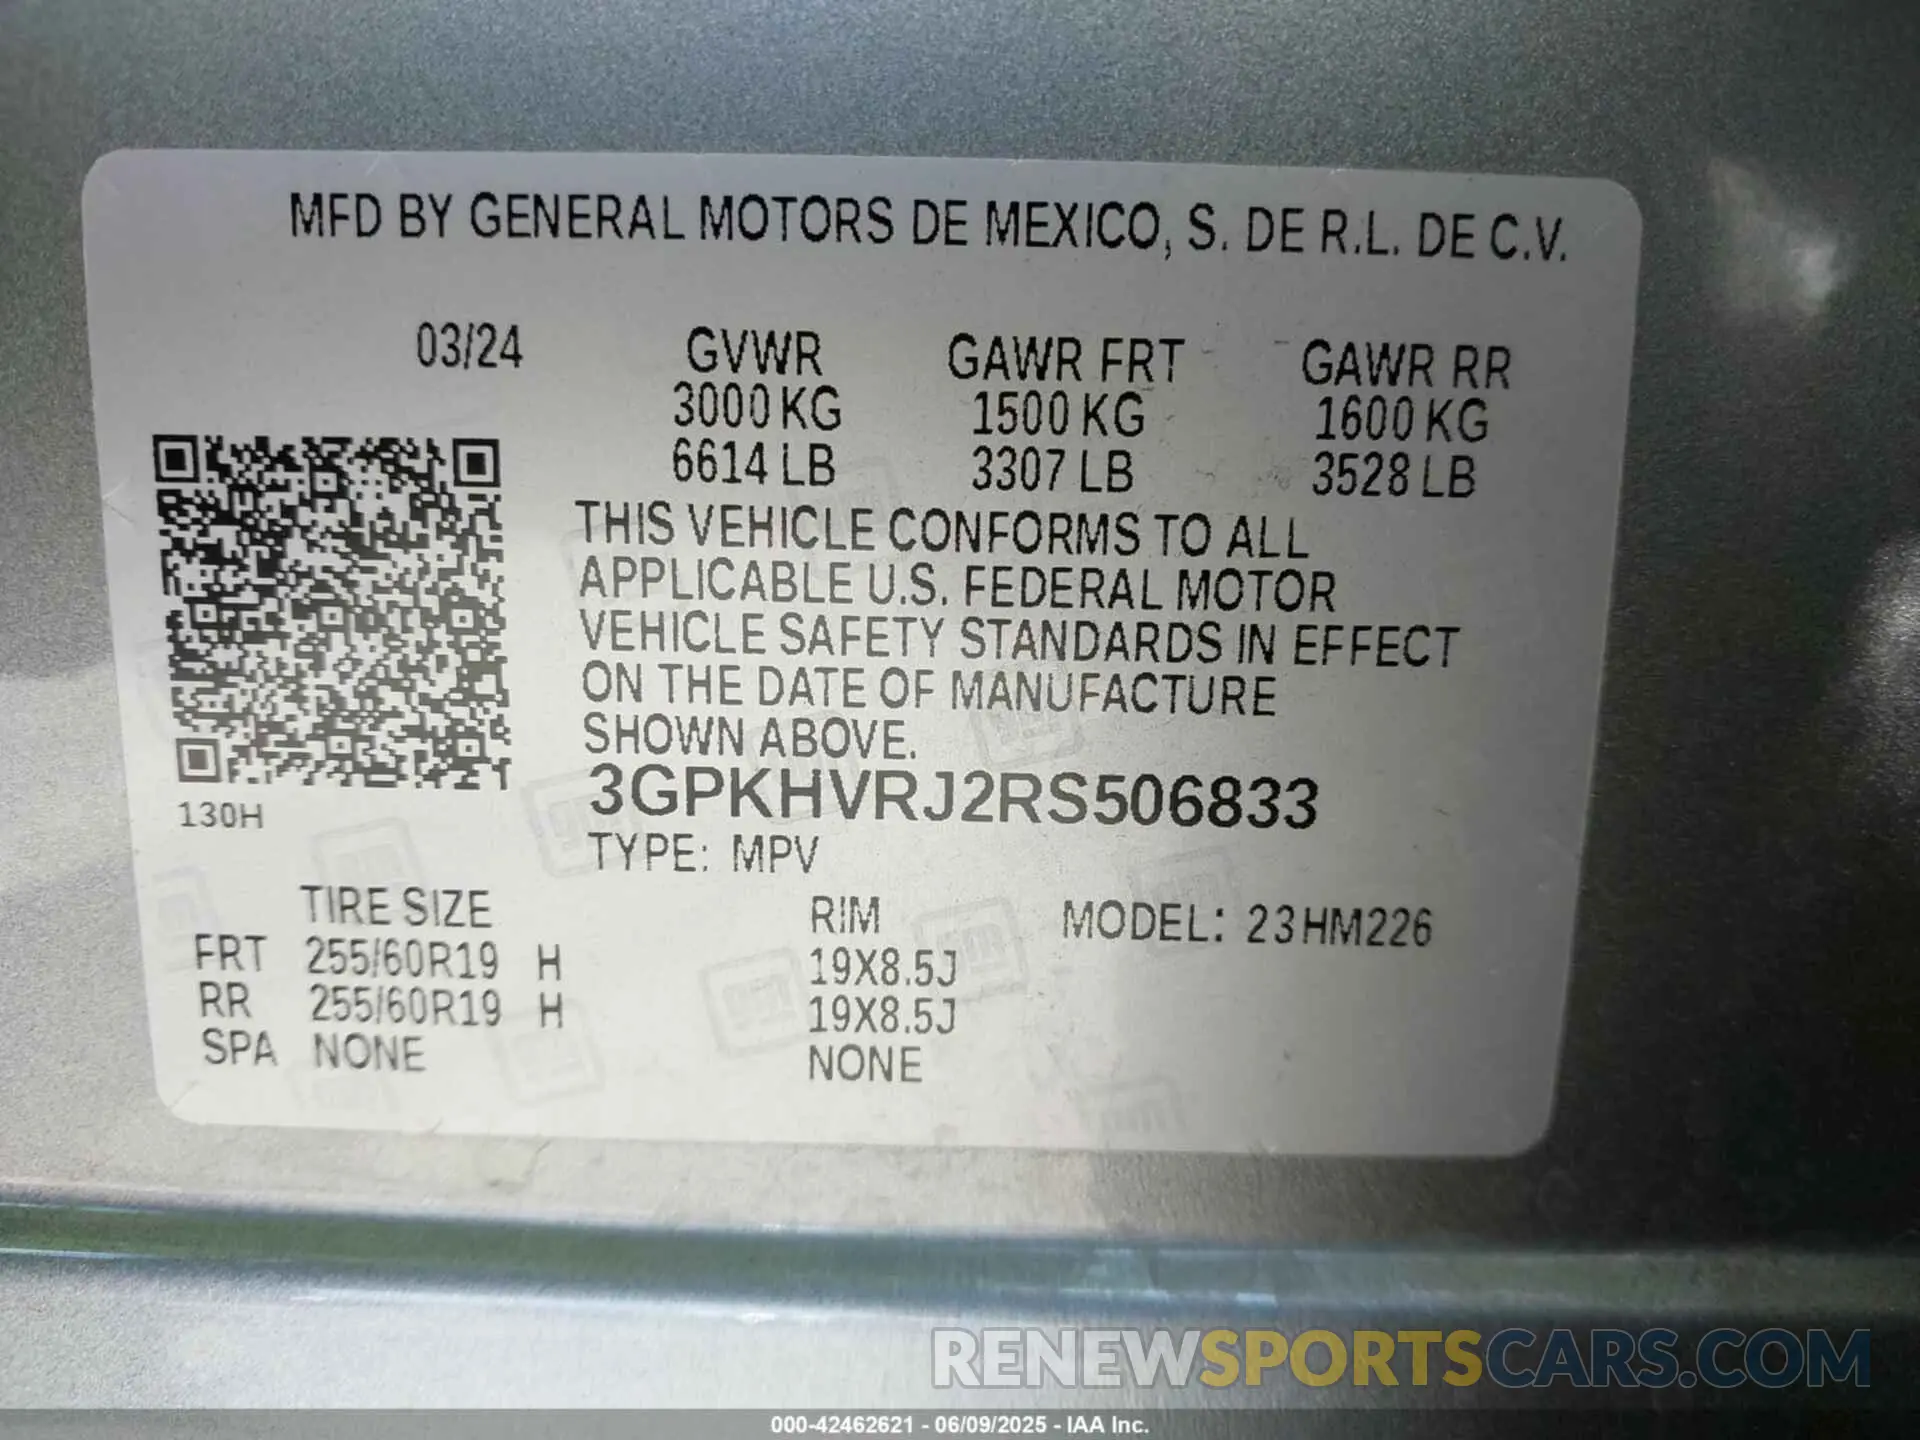 MFD BY GENERAL MOTORS DE MEXICO, S. DE R.L. DE C.V.
03/24 GVWR GAWR FRT GAWR RR
3000 KG 1500 KG 1600 KG
6614 LB 3307 LB 3528 LB
THIS VEHICLE CONFORMS TO ALL
APPLICABLE U.S. FEDERAL MOTOR
VEHICLE SAFETY STANDARDS IN EFFECT
ON THE DATE OF MANUFACTURE
SHOWN ABOVE.
3GPKHVRJ2RS506833
130H
TYPE: MPV
TIRE SIZE RIM MODEL: 23HM226
FRT 255/60R19 H 19X8.5J
RR 255/60R19 H 19X8.5J
SPA NONE NONE
RENEWSPORTSCARS.COM
000-42462621 - 06/09/2025 - IAA Inc.